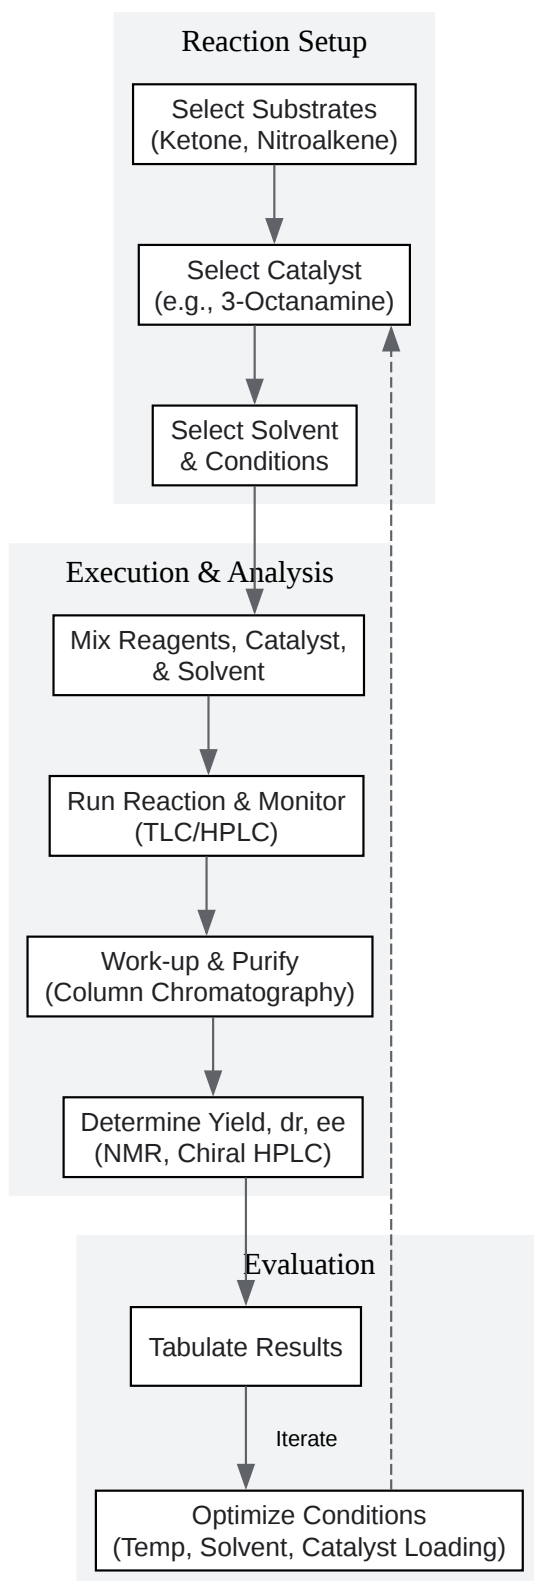 Reaction Setup
Select Substrates
(Ketone, Nitroalkene)
Select Catalyst
(e.g., 3-Octanamine)
Select Solvent
& Conditions
Execution & Analysis
Mix Reagents, Catalyst,
& Solvent
Run Reaction & Monitor
(TLC/HPLC)
Work-up & Purify
(Column Chromatography)
Determine Yield, dr, ee
(NMR, Chiral HPLC)
Evaluation
Tabulate Results
Iterate
Optimize Conditions
(Temp, Solvent, Catalyst Loading)